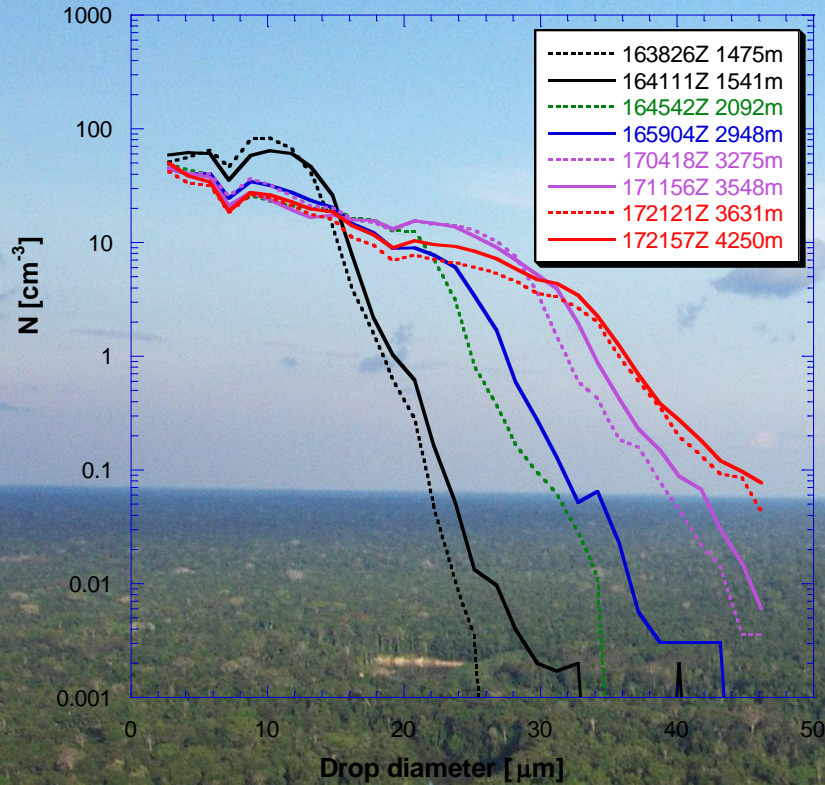 1000
100
10
1
0.1
0.01
0.001
N [cm-3]
163826Z 1475m
164111Z 1541m
164542Z 2092m
165904Z 2948m
170418Z 3275m
171156Z 3548m
172121Z 3631m
172157Z 4250m
0 10 20 30 40 50
Drop diameter [µm]